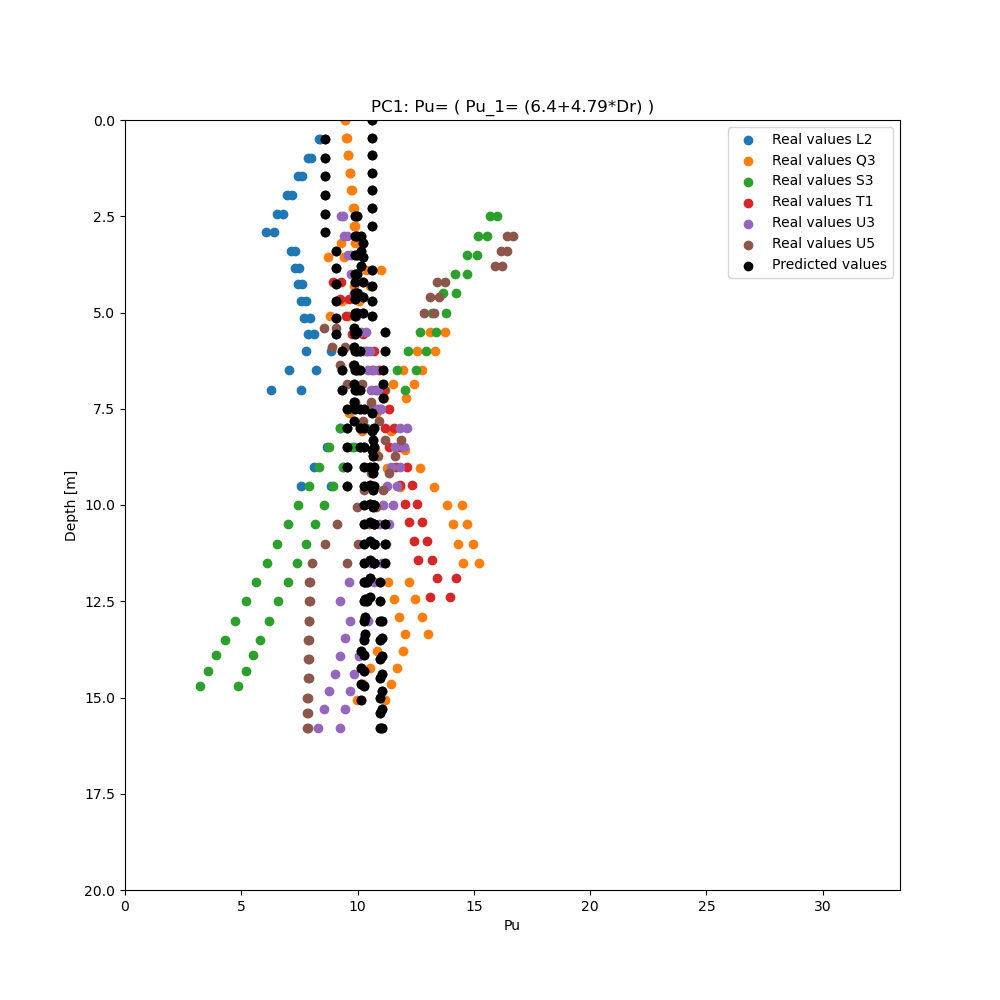 PC1: Pu= ( Pu_1= (6.4+4.79*Dr) )
0.0
2.5
5.0
7.5
10.0
12.5
15.0
17.5
20.0
Depth [m]
Real values L2
Real values Q3
Real values S3
Real values T1
Real values U3
Real values U5
Predicted values
0 5 10 15 20 25 30
Pu